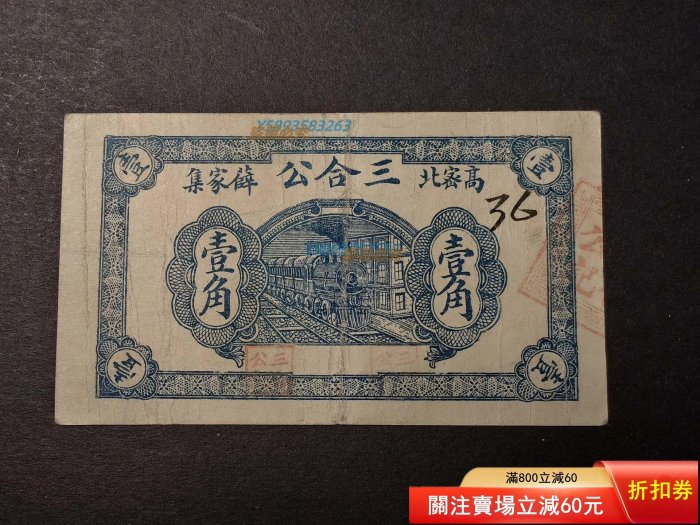 Y5993583263
高密北 三合公 薛家集
壹
壹
36
壹角
壹角
三公
三公
壹
壹
滿800立減60
關注賣場立減60元
折扣券